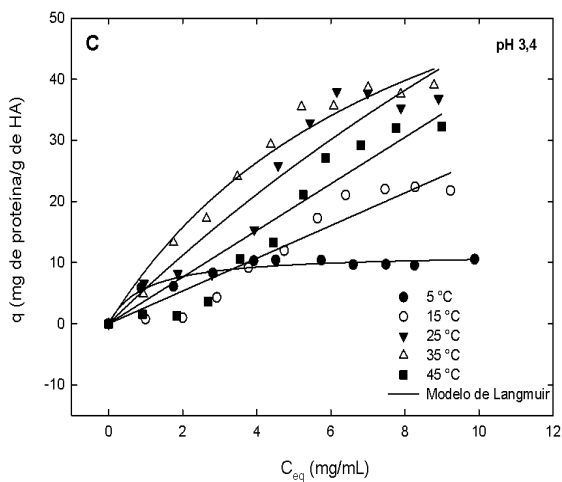 C
pH 3,4
50
40
30
20
10
0
-10
q (mg de proteína/g de HA)
5 °C
15 °C
25 °C
35 °C
45 °C
Modelo de Langmuir
0 2 4 6 8 10 12
Ceq (mg/mL)